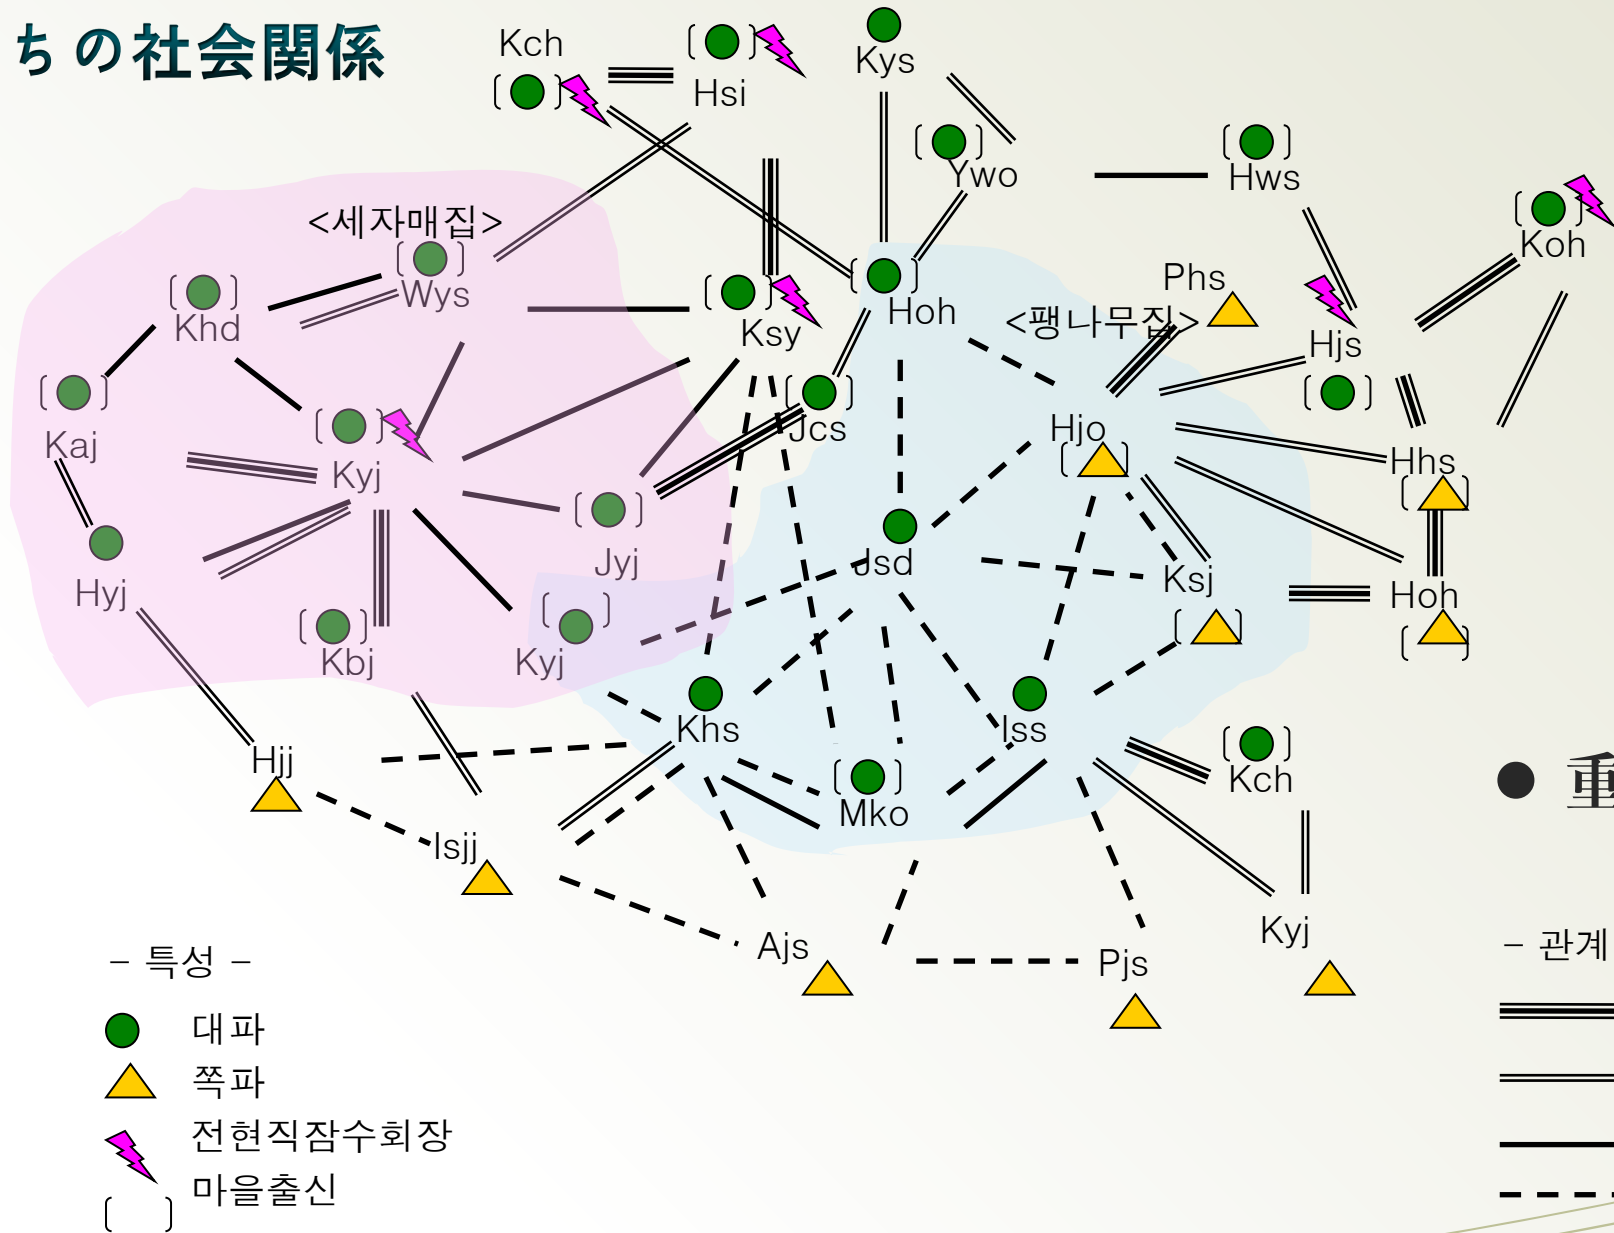 ちの社会関係
Kch
Hsi
Kys
Ywo
Hws
Koh
<세자매집>
Wys
Khd
Ksy
Hoh
Phs
<팽나무집>
Hjs
Kaj
Kyj
Jcs
Hjo
Hhs
Hyj
Jyj
Jsd
Ksj
Hoh
Kbj
Kyj
Khs
Iss
Hjj
Mko
Kch
● 重
Isjj
Ajs
Pjs
Kyj
- 특성 -
대파
쪽파
전현직잠수회장
마을출신
- 관계